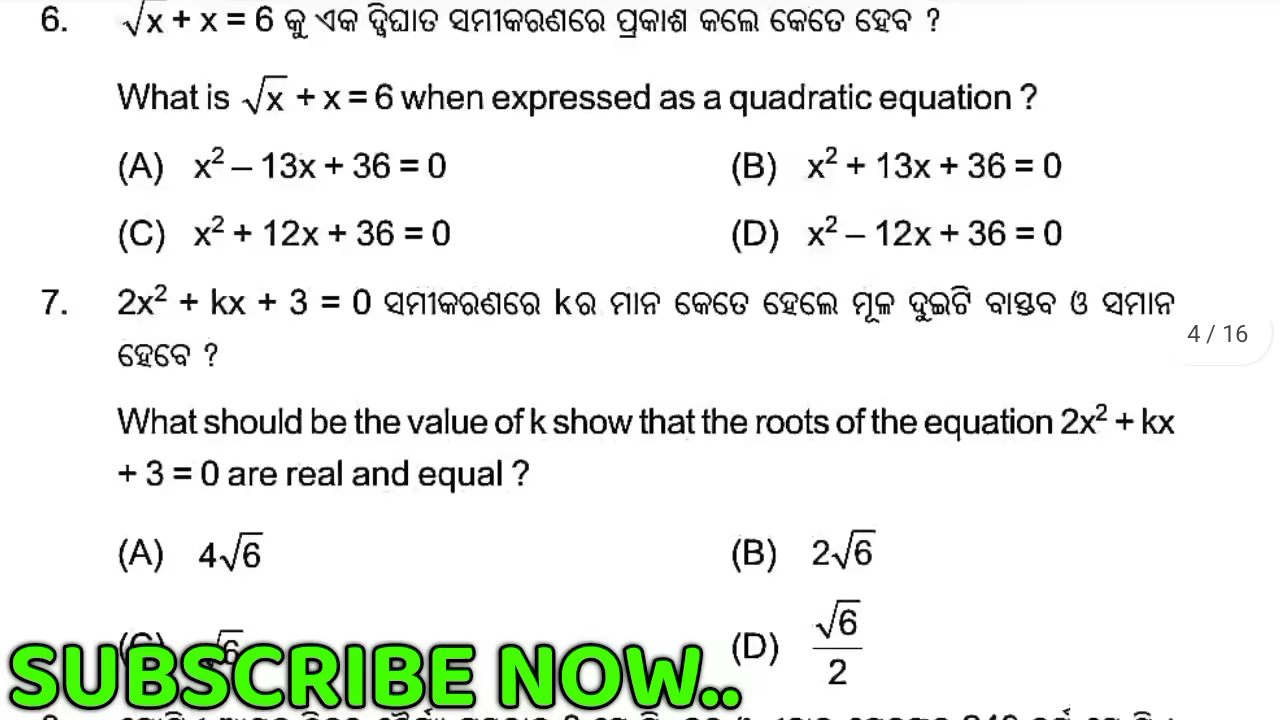 6. √x + x = 6 କୁ ଏକ ଦ୍ୱିଘାତ ସମୀକରଣରେ ପ୍ରକାଶ କଲେ କେତେ ହେବ ?
What is √x + x = 6 when expressed as a quadratic equation ?
(A) x² – 13x + 36 = 0 (B) x² + 13x + 36 = 0
(C) x² + 12x + 36 = 0 (D) x² – 12x + 36 = 0
7. 2x² + kx + 3 = 0 ସମୀକରଣରେ k ର ମାନ କେତେ ହେଲେ ମୂଳ ଦୁଇଟି ବାସ୍ତବ ଓ ସମାନ
4 / 16
ହେବେ ?
What should be the value of k show that the roots of the equation 2x² + kx
+ 3 = 0 are real and equal ?
(A) 4√6 (B) 2√6
(D) √6/2
SUBSCRIBE NOW..